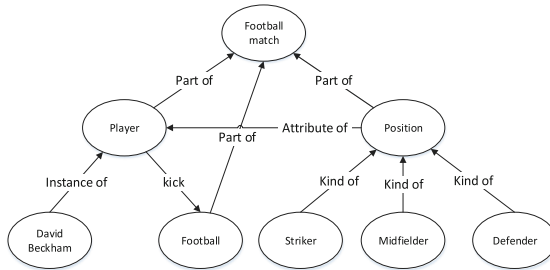 Football
match
Part of
Part of
Player
Part of
Attribute of
Position
Instance of
kick
Kind of
Kind of
Kind of
David
Beckham
Football
Striker
Midfielder
Defender